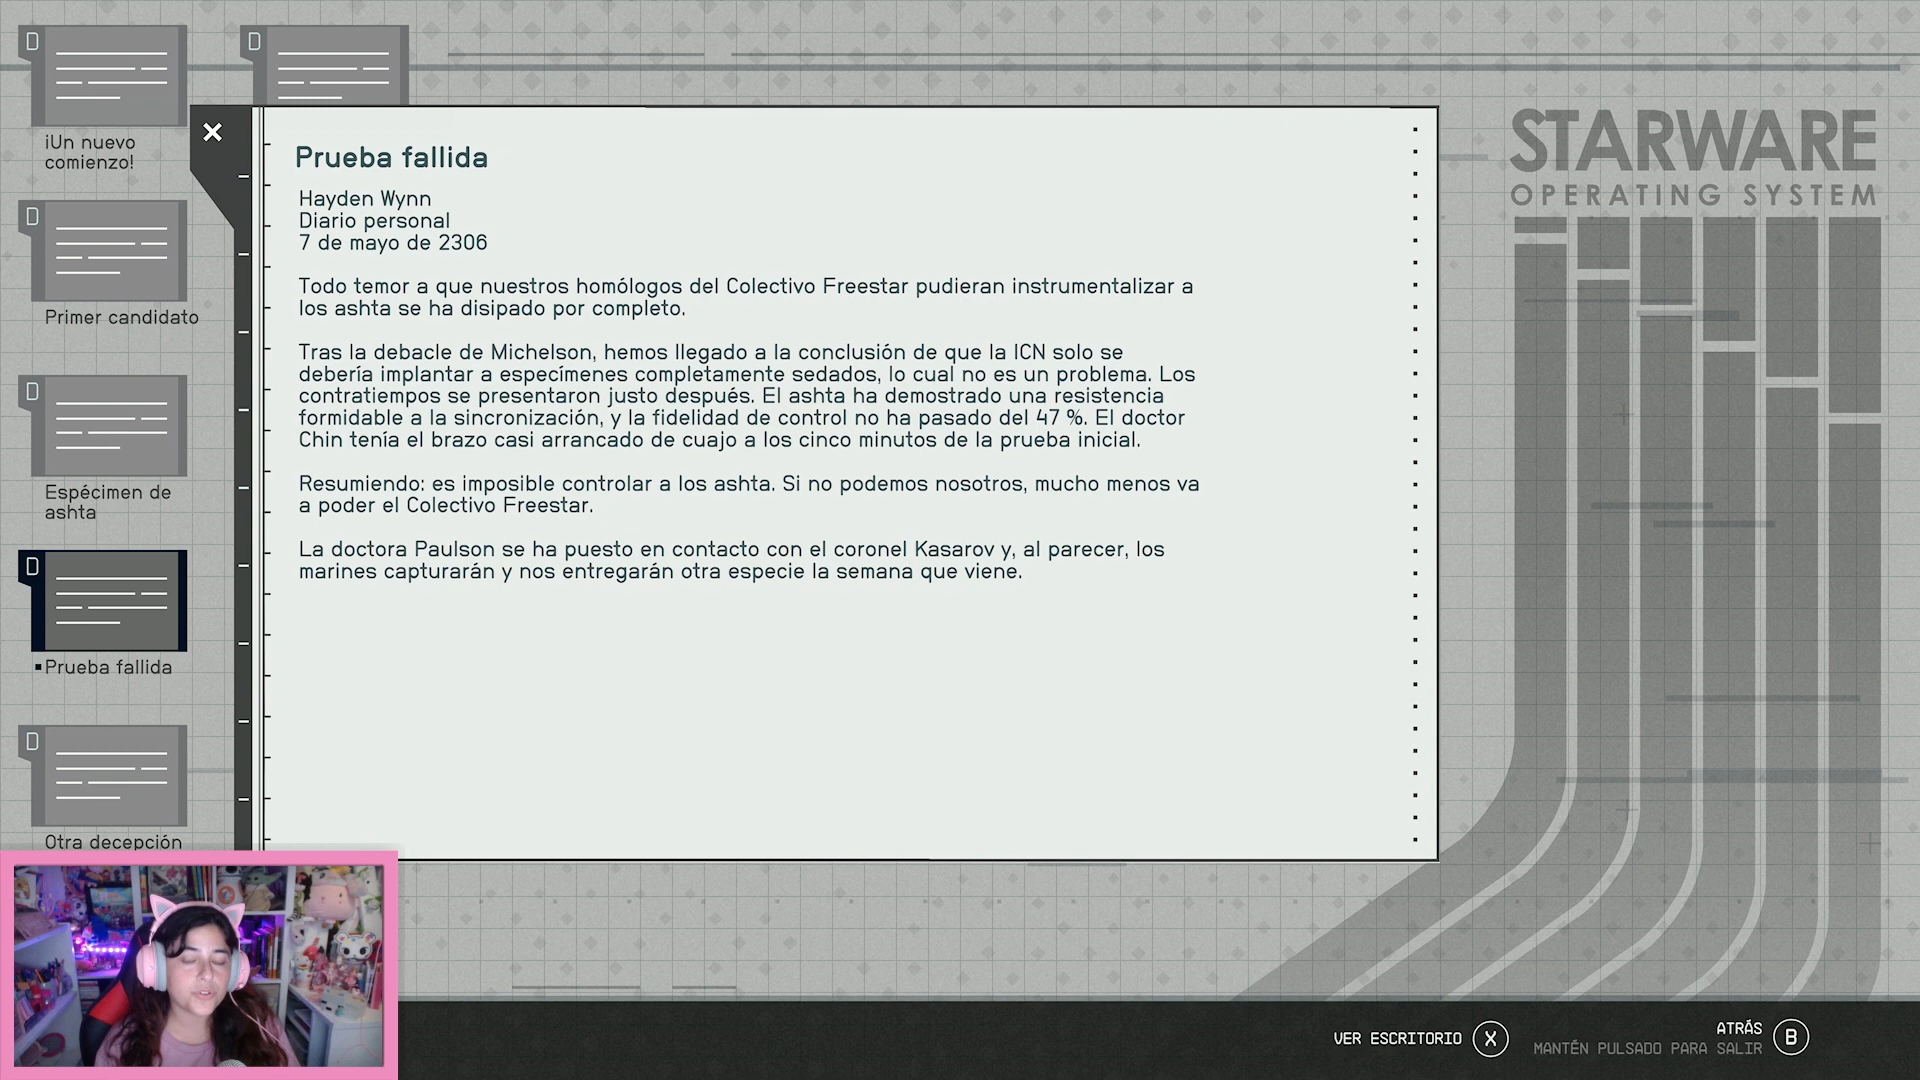 D
D
¡Un nuevo
comienzo!
D
Primer candidato
D
Espécimen de
ashta
D
Prueba fallida
D
Otra decepción
Prueba fallida
Hayden Wynn
Diario personal
7 de mayo de 2306
Todo temor a que nuestros homólogos del Colectivo Freestar pudieran instrumentalizar a
los ashta se ha disipado por completo.
Tras la debacle de Michelson, hemos llegado a la conclusión de que la ICN solo se
debería implantar a especímenes completamente sedados, lo cual no es un problema. Los
contratiempos se presentaron justo después. El ashta ha demostrado una resistencia
formidable a la sincronización, y la fidelidad de control no ha pasado del 47 %. El doctor
Chin tenía el brazo casi arrancado de cuajo a los cinco minutos de la prueba inicial.
Resumiendo: es imposible controlar a los ashta. Si no podemos nosotros, mucho menos va
a poder el Colectivo Freestar.
La doctora Paulson se ha puesto en contacto con el coronel Kasarov y, al parecer, los
marines capturarán y nos entregarán otra especie la semana que viene.
STARWARE
OPERATING SYSTEM
VER ESCRITORIO X
ATRÁS B
MANTÉN PULSADO PARA SALIR